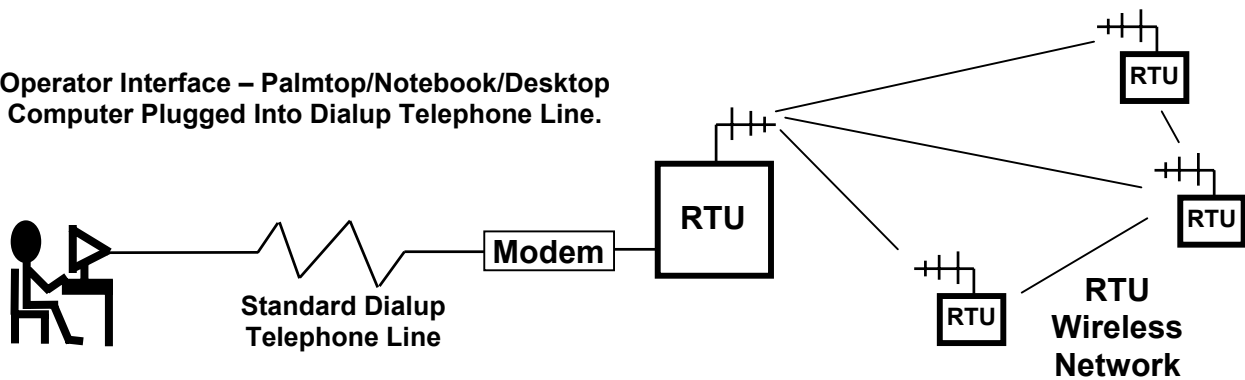 Operator Interface – Palmtop/Notebook/Desktop
Computer Plugged Into Dialup Telephone Line.
Standard Dialup
Telephone Line
Modem
RTU
RTU
RTU
RTU
RTU
Wireless
Network